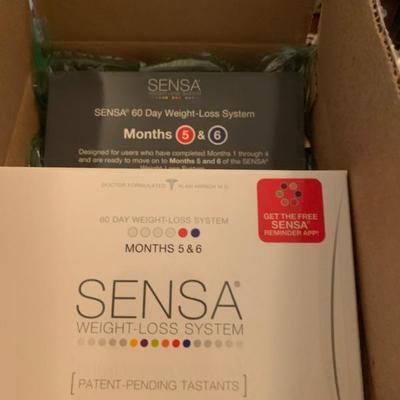 SENSA®
SENSA® 60 Day Weight-Loss System
Months 5 & 6
Designed for users who have completed Months 1 through 4
and are ready to move on to Months 5 and 6 of the SENSA®
Weight-Loss System
DOCTOR FORMULATED ALAN HIRSCH M.D.
60 DAY WEIGHT-LOSS SYSTEM
MONTHS 5 & 6
GET THE FREE
SENSA®
REMINDER APP!
SENSA®
WEIGHT-LOSS SYSTEM
[PATENT-PENDING TASTANTS]